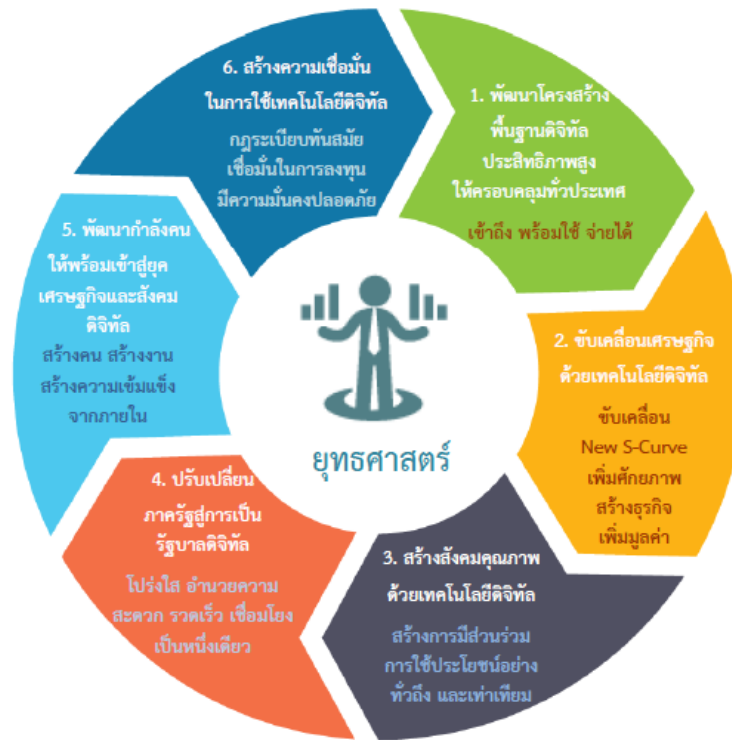 6. สร้างความเชื่อมั่น
ในการใช้เทคโนโลยีดิจิทัล
กฎระเบียบทันสมัย
เชื่อมั่นในการลงทุน
มีความมั่นคงปลอดภัย
1. พัฒนาโครงสร้าง
พื้นฐานดิจิทัล
ประสิทธิภาพสูง
ให้ครอบคลุมทั่วประเทศ
เข้าถึง พร้อมใช้ จ่ายได้
5. พัฒนากำลังคน
ให้พร้อมเข้าสู่ยุค
เศรษฐกิจและสังคม
ดิจิทัล
สร้างคน สร้างงาน
สร้างความเข้มแข็ง
จากภายใน
2. ขับเคลื่อนเศรษฐกิจ
ด้วยเทคโนโลยีดิจิทัล
ขับเคลื่อน
New S-Curve
เพิ่มศักยภาพ
สร้างธุรกิจ
เพิ่มมูลค่า
ยุทธศาสตร์
4. ปรับเปลี่ยน
ภาครัฐสู่การเป็น
รัฐบาลดิจิทัล
โปร่งใส อำนวยความ
สะดวก รวดเร็ว เชื่อมโยง
เป็นหนึ่งเดียว
3. สร้างสังคมคุณภาพ
ด้วยเทคโนโลยีดิจิทัล
สร้างการมีส่วนร่วม
การใช้ประโยชน์อย่าง
ทั่วถึง และเท่าเทียม